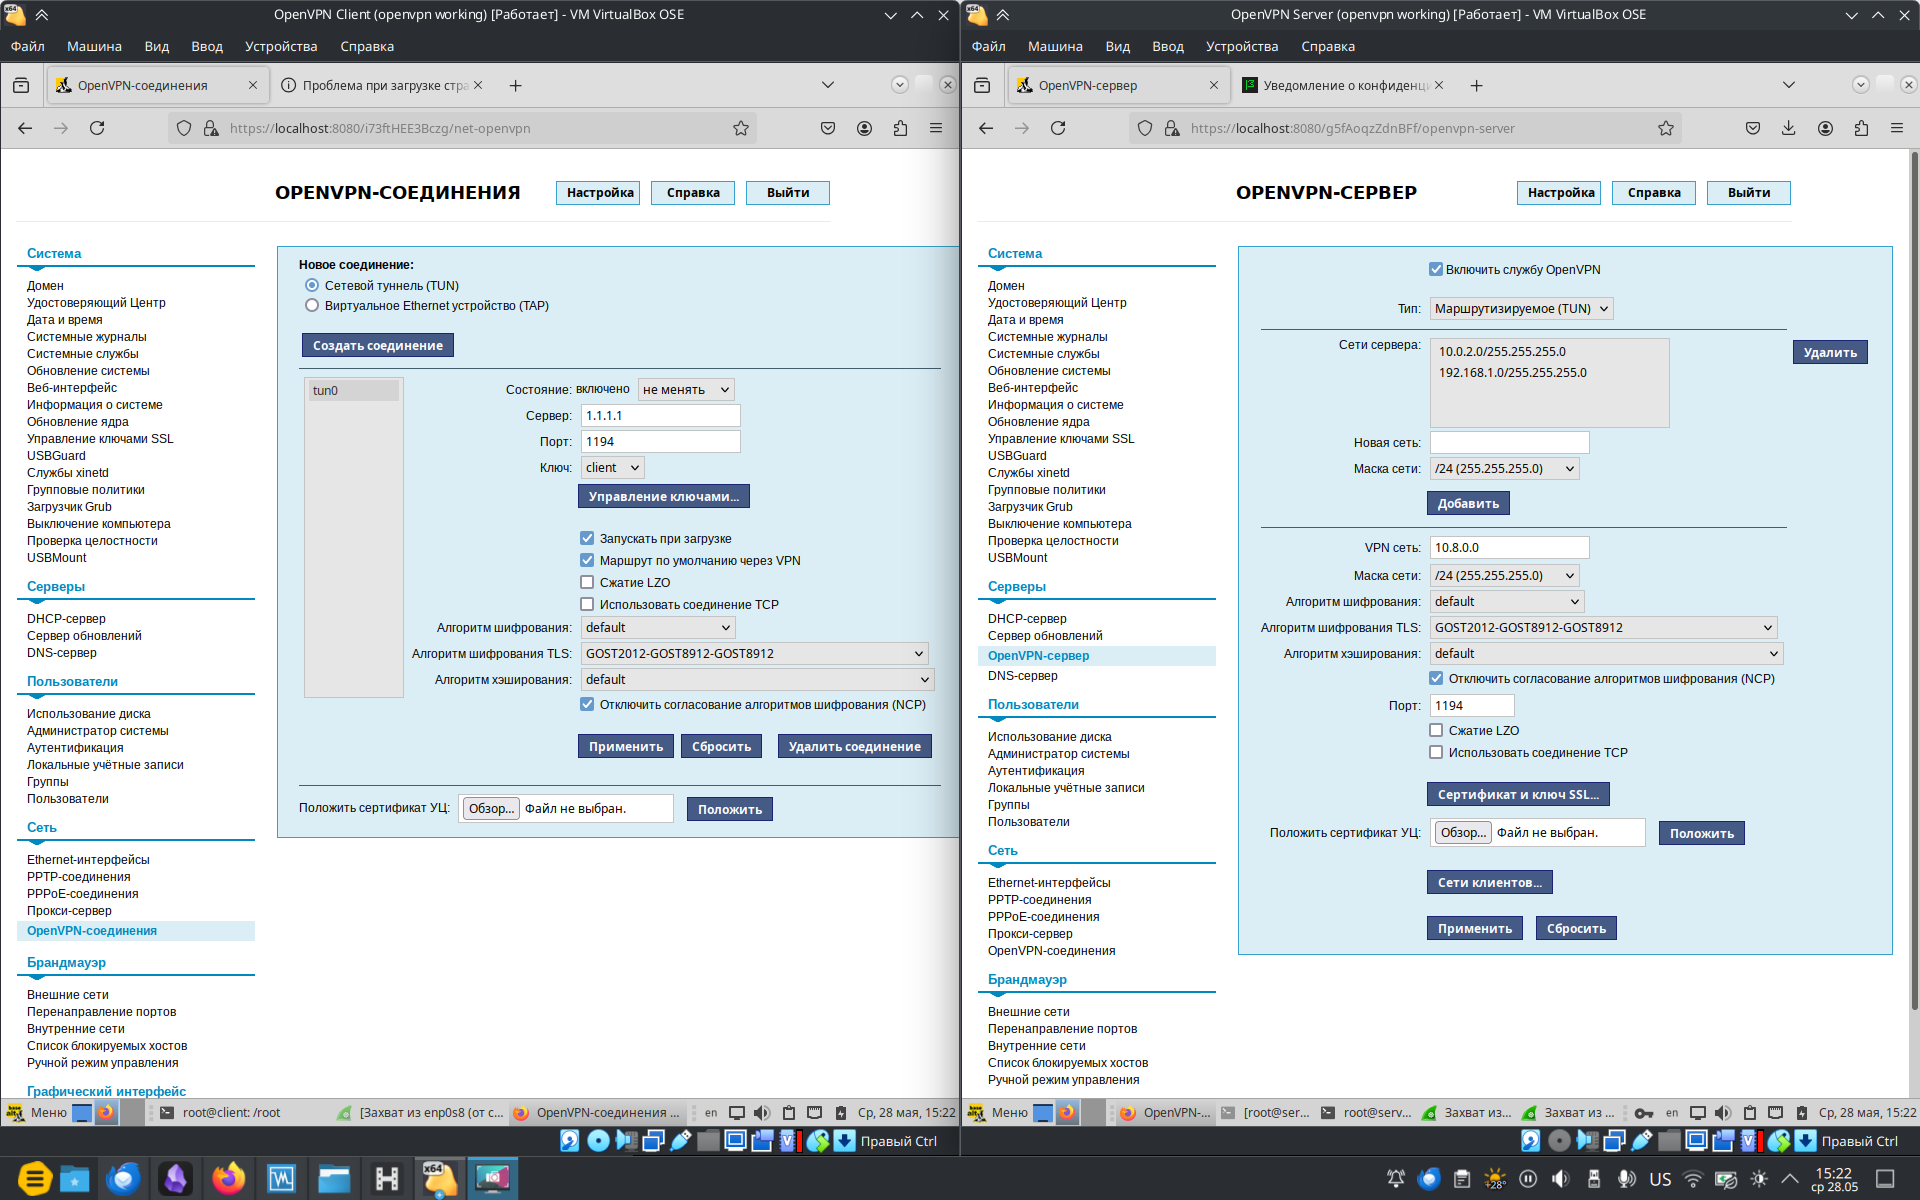 OpenVPN Client (openvpn working) [Работает] - VM VirtualBox OSE
Файл Машина Вид Ввод Устройства Справка
OpenVPN-соединения
Проблема при загрузке стра
https://localhost:8080/i73ftHEE3Bczg/net-openvpn
OPENVPN-СОЕДИНЕНИЯ
Настройка Справка Выйти
Система
Домен
Удостоверяющий Центр
Дата и время
Системные журналы
Системные службы
Обновление системы
Веб-интерфейс
Информация о системе
Обновление ядра
Управление ключами SSL
USBGuard
Службы xinetd
Групповые политики
Загрузчик Grub
Выключение компьютера
Проверка целостности
USBMount
Серверы
DHCP-сервер
Сервер обновлений
DNS-сервер
Пользователи
Использование диска
Администратор системы
Аутентификация
Локальные учётные записи
Группы
Пользователи
Сеть
Ethernet-интерфейсы
PPTP-соединения
PPPoE-соединения
Прокси-сервер
OpenVPN-соединения
Брандмауэр
Внешние сети
Перенаправление портов
Внутренние сети
Список блокируемых хостов
Ручной режим управления
Графический интерфейс
Новое соединение:
Сетевой туннель (TUN)
Виртуальное Ethernet устройство (TAP)
Создать соединение
tun0
Состояние: включено не менять
Сервер: 1.1.1.1
Порт: 1194
Ключ: client
Управление ключами...
Запускать при загрузке
Маршрут по умолчанию через VPN
Сжатие LZO
Использовать соединение TCP
Алгоритм шифрования: default
Алгоритм шифрования TLS: GOST2012-GOST8912-GOST8912
Алгоритм хэширования: default
Отключить согласование алгоритмов шифрования (NCP)
Применить Сбросить Удалить соединение
Положить сертификат УЦ: Обзор... Файл не выбран. Положить
Меню root@client: /root [Захват из enp0s8 (от с... OpenVPN-соединения ... en Ср, 28 мая, 15:22
Правый Ctrl
OpenVPN Server (openvpn working) [Работает] - VM VirtualBox OSE
Файл Машина Вид Ввод Устройства Справка
OpenVPN-сервер
Уведомление о конфиденци
https://localhost:8080/g5fAoqzZdnBFf/openvpn-server
OPENVPN-СЕРВЕР
Настройка Справка Выйти
Система
Домен
Удостоверяющий Центр
Дата и время
Системные журналы
Системные службы
Обновление системы
Веб-интерфейс
Информация о системе
Обновление ядра
Управление ключами SSL
USBGuard
Службы xinetd
Групповые политики
Загрузчик Grub
Выключение компьютера
Проверка целостности
USBMount
Серверы
DHCP-сервер
Сервер обновлений
OpenVPN-сервер
DNS-сервер
Пользователи
Использование диска
Администратор системы
Аутентификация
Локальные учётные записи
Группы
Пользователи
Сеть
Ethernet-интерфейсы
PPTP-соединения
PPPoE-соединения
Прокси-сервер
OpenVPN-соединения
Брандмауэр
Внешние сети
Перенаправление портов
Внутренние сети
Список блокируемых хостов
Ручной режим управления
Включить службу OpenVPN
Тип: Маршрутизируемое (TUN)
Сети сервера: 10.0.2.0/255.255.255.0
192.168.1.0/255.255.255.0
Удалить
Новая сеть:
Маска сети: /24 (255.255.255.0)
Добавить
VPN сеть: 10.8.0.0
Маска сети: /24 (255.255.255.0)
Алгоритм шифрования: default
Алгоритм шифрования TLS: GOST2012-GOST8912-GOST8912
Алгоритм хэширования: default
Отключить согласование алгоритмов шифрования (NCP)
Порт: 1194
Сжатие LZO
Использовать соединение TCP
Сертификат и ключ SSL...
Положить сертификат УЦ: Обзор... Файл не выбран. Положить
Сети клиентов...
Применить Сбросить
Меню OpenVPN-... [root@ser... root@serv... Захват из... Захват из ... en Ср, 28 мая, 15:22
Правый Ctrl
x64 +28° US 15:22
ср 28.05